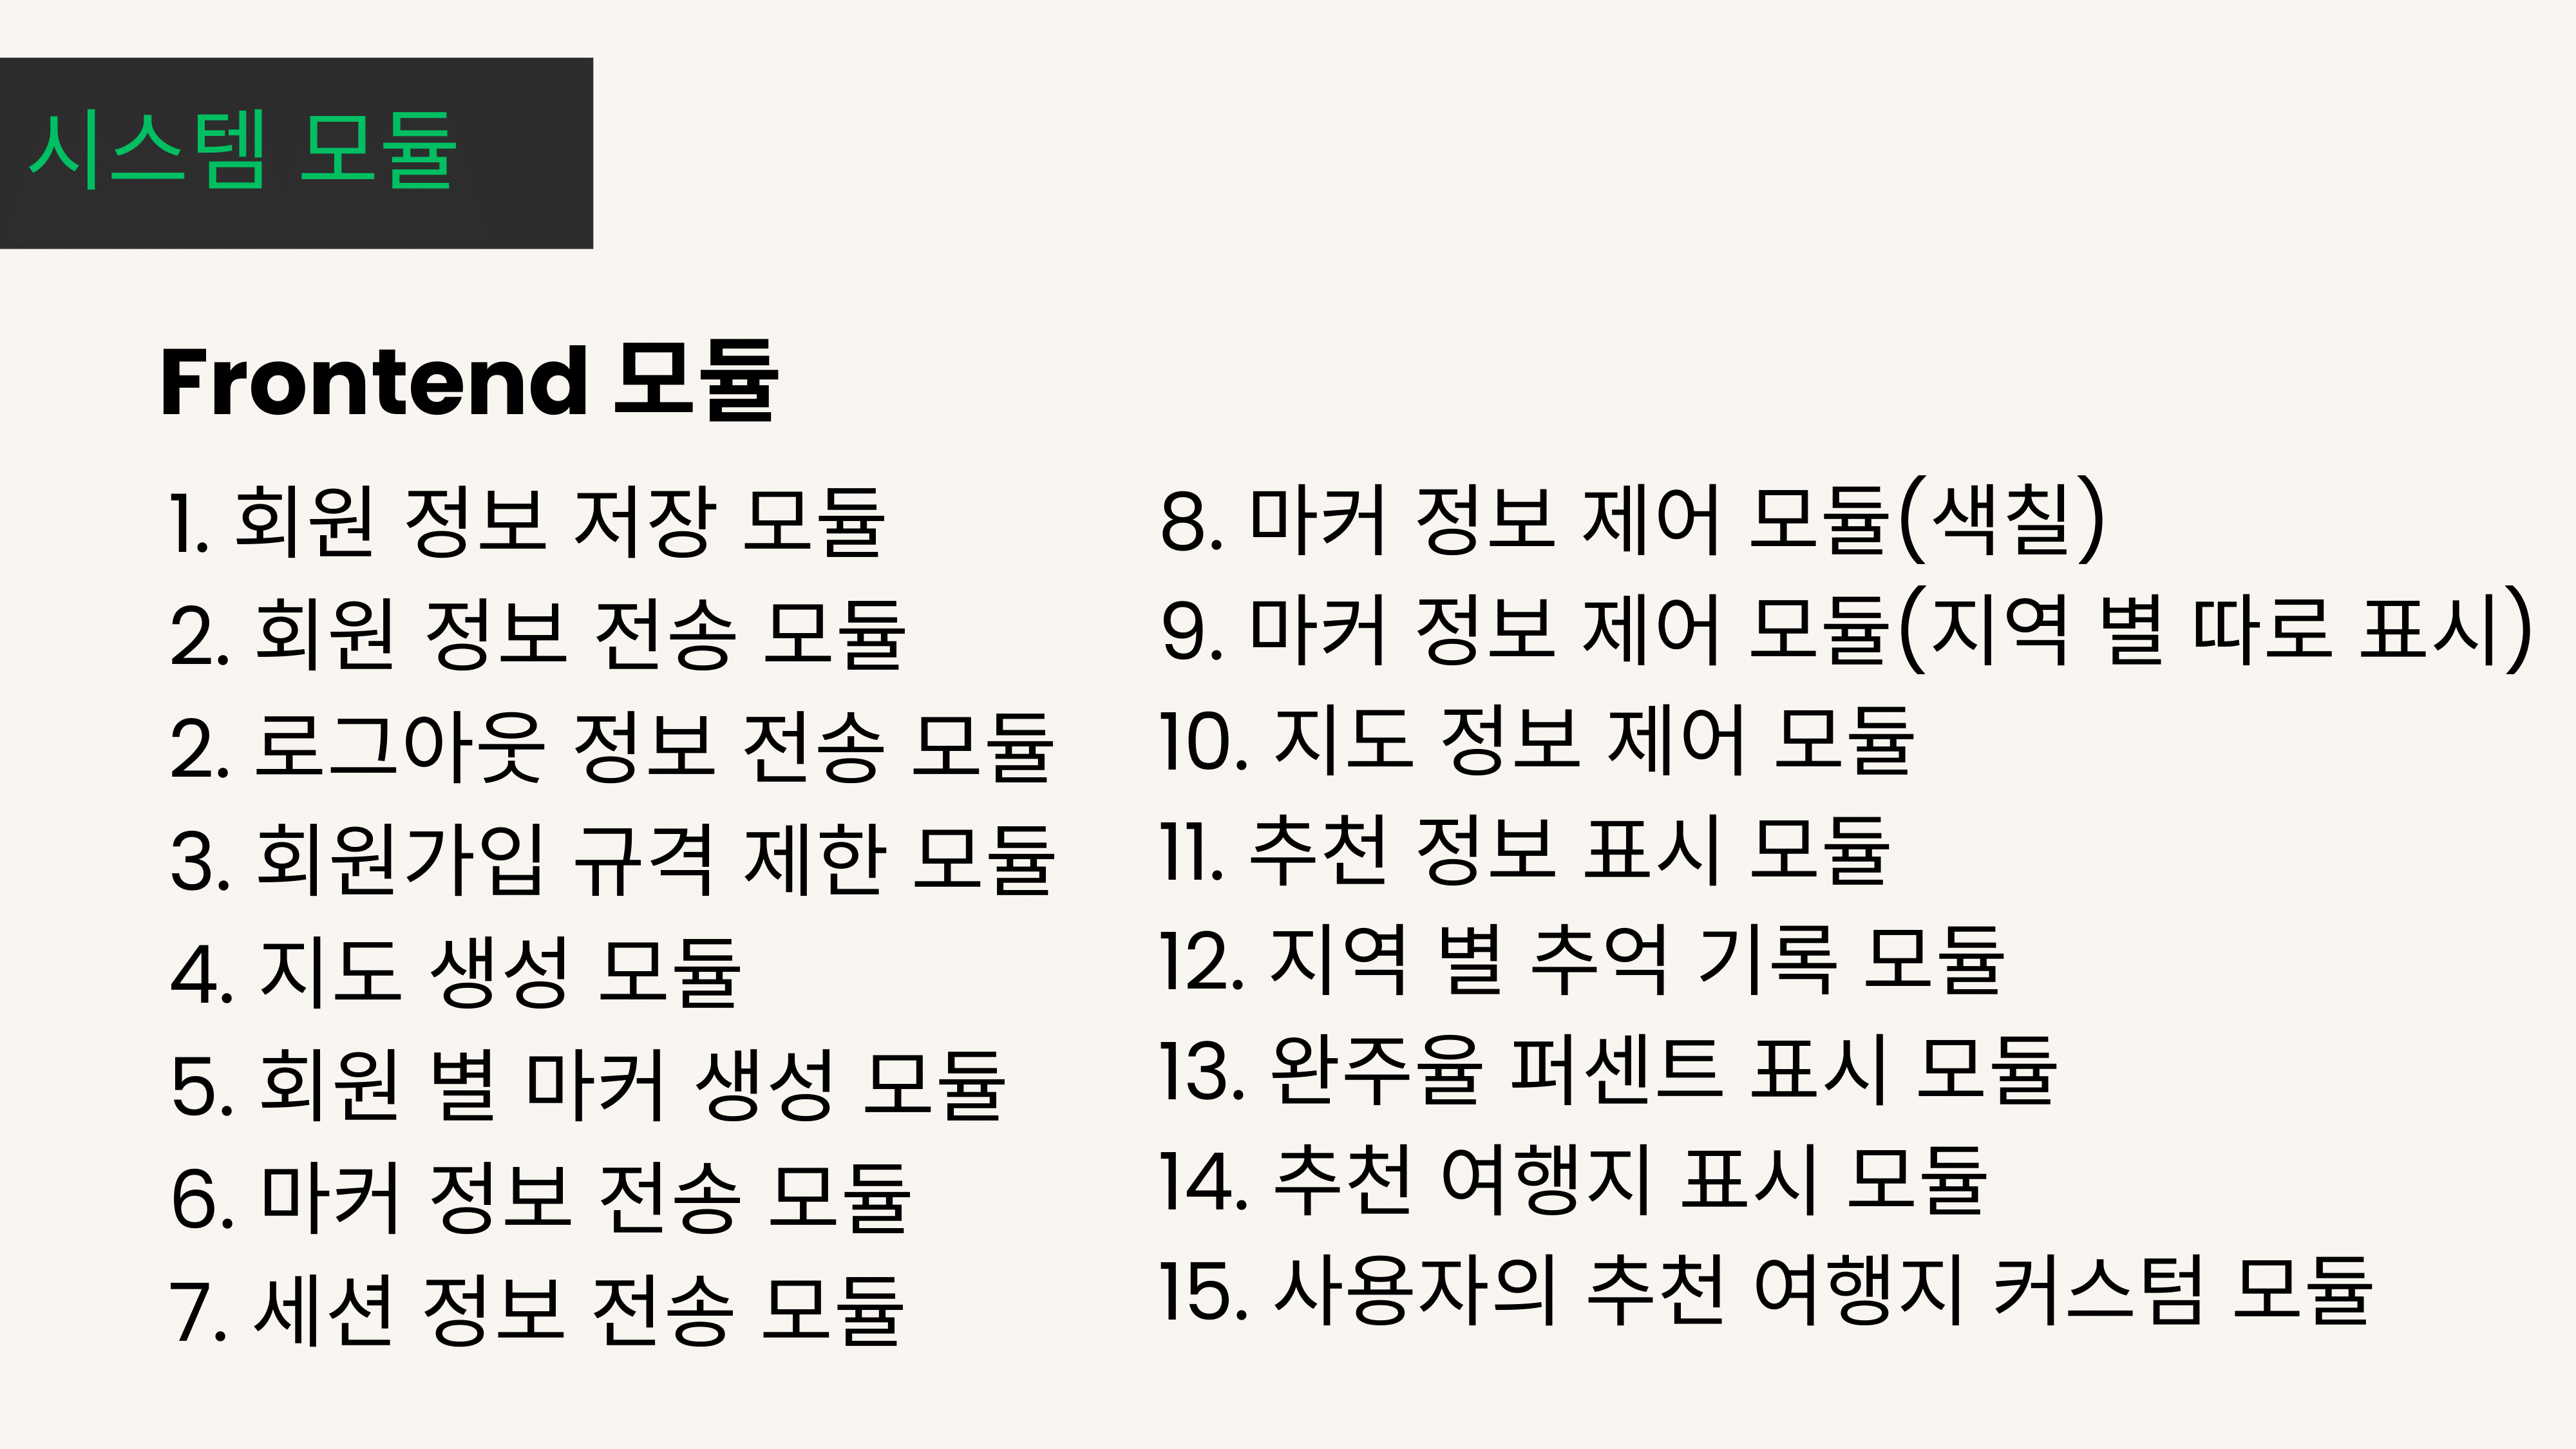 시스템 모듈
Frontend 모듈
1. 회원 정보 저장 모듈
2. 회원 정보 전송 모듈
2. 로그아웃 정보 전송 모듈
3. 회원가입 규격 제한 모듈
4. 지도 생성 모듈
5. 회원 별 마커 생성 모듈
6. 마커 정보 전송 모듈
7. 세션 정보 전송 모듈
8. 마커 정보 제어 모듈(색칠)
9. 마커 정보 제어 모듈(지역 별 따로 표시)
10. 지도 정보 제어 모듈
11. 추천 정보 표시 모듈
12. 지역 별 추억 기록 모듈
13. 완주율 퍼센트 표시 모듈
14. 추천 여행지 표시 모듈
15. 사용자의 추천 여행지 커스텀 모듈